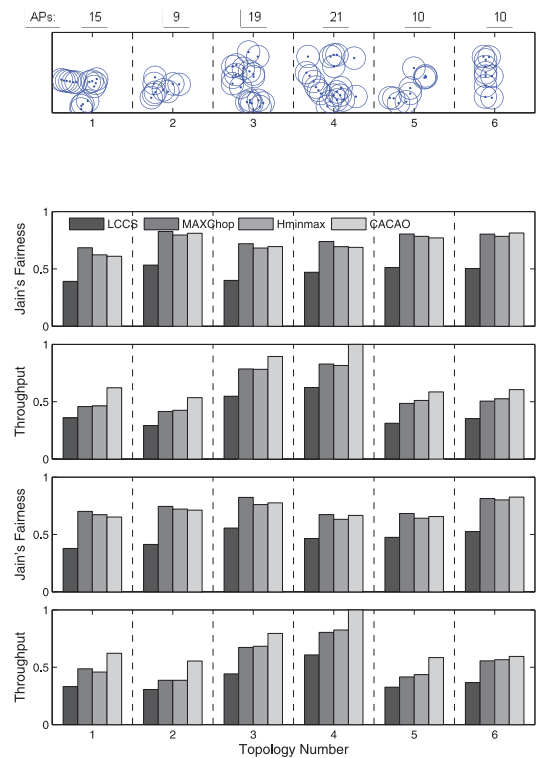 APs: 15 9 19 21 10 10
1 2 3 4 5 6
LCCS MAXChop Hminmax CACAO
Jain's Fairness
1
0.5
0
Throughput
1
0.5
0
Jain's Fairness
1
0.5
0
Throughput
1
0.5
0
1 2 3 4 5 6
Topology Number